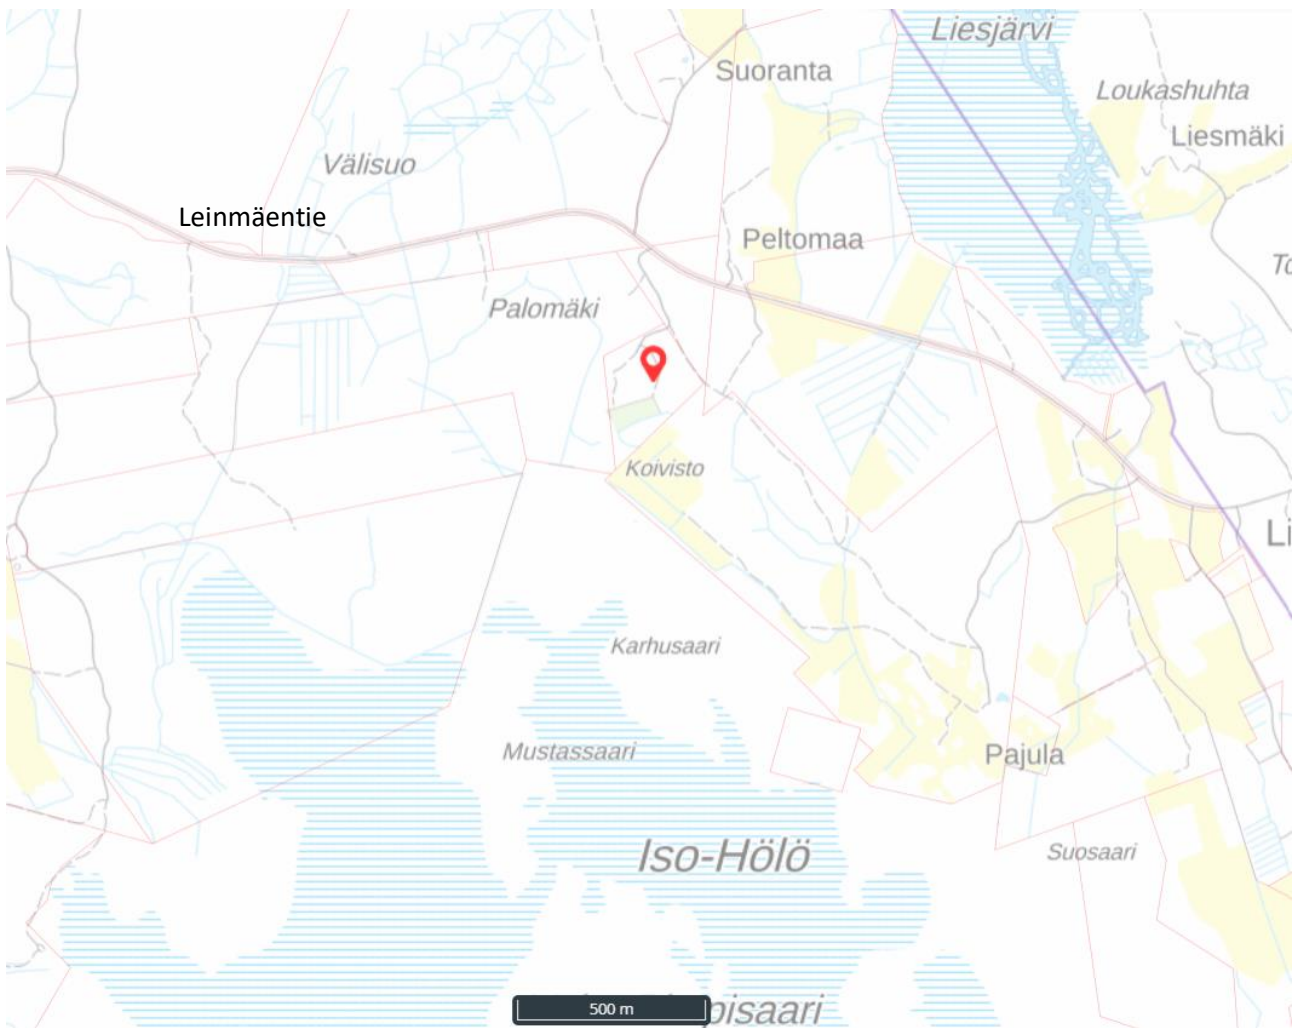 Liesjärvi
Suoranta
Loukashuhta
Liesmäki
Välisuo
Leinmäentie
Peltomaa
Palomäki
Koivisto
Karhusaari
Mustassaari
Pajula
Iso-Hölö
Suosaari
500 m